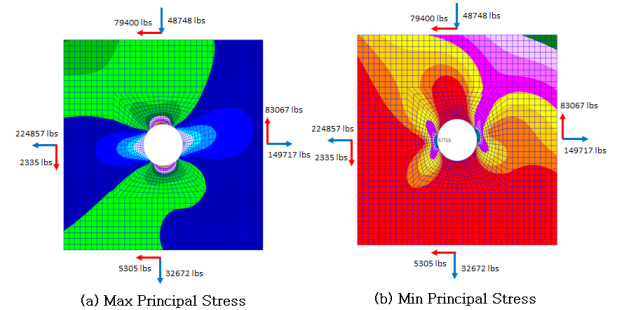 79400 lbs
48748 lbs
83067 lbs
224857 lbs
2335 lbs
149717 lbs
5305 lbs
32672 lbs
(a) Max Principal Stress
79400 lbs
48748 lbs
83067 lbs
224857 lbs
2335 lbs
149717 lbs
5305 lbs
32672 lbs
(b) Min Principal Stress